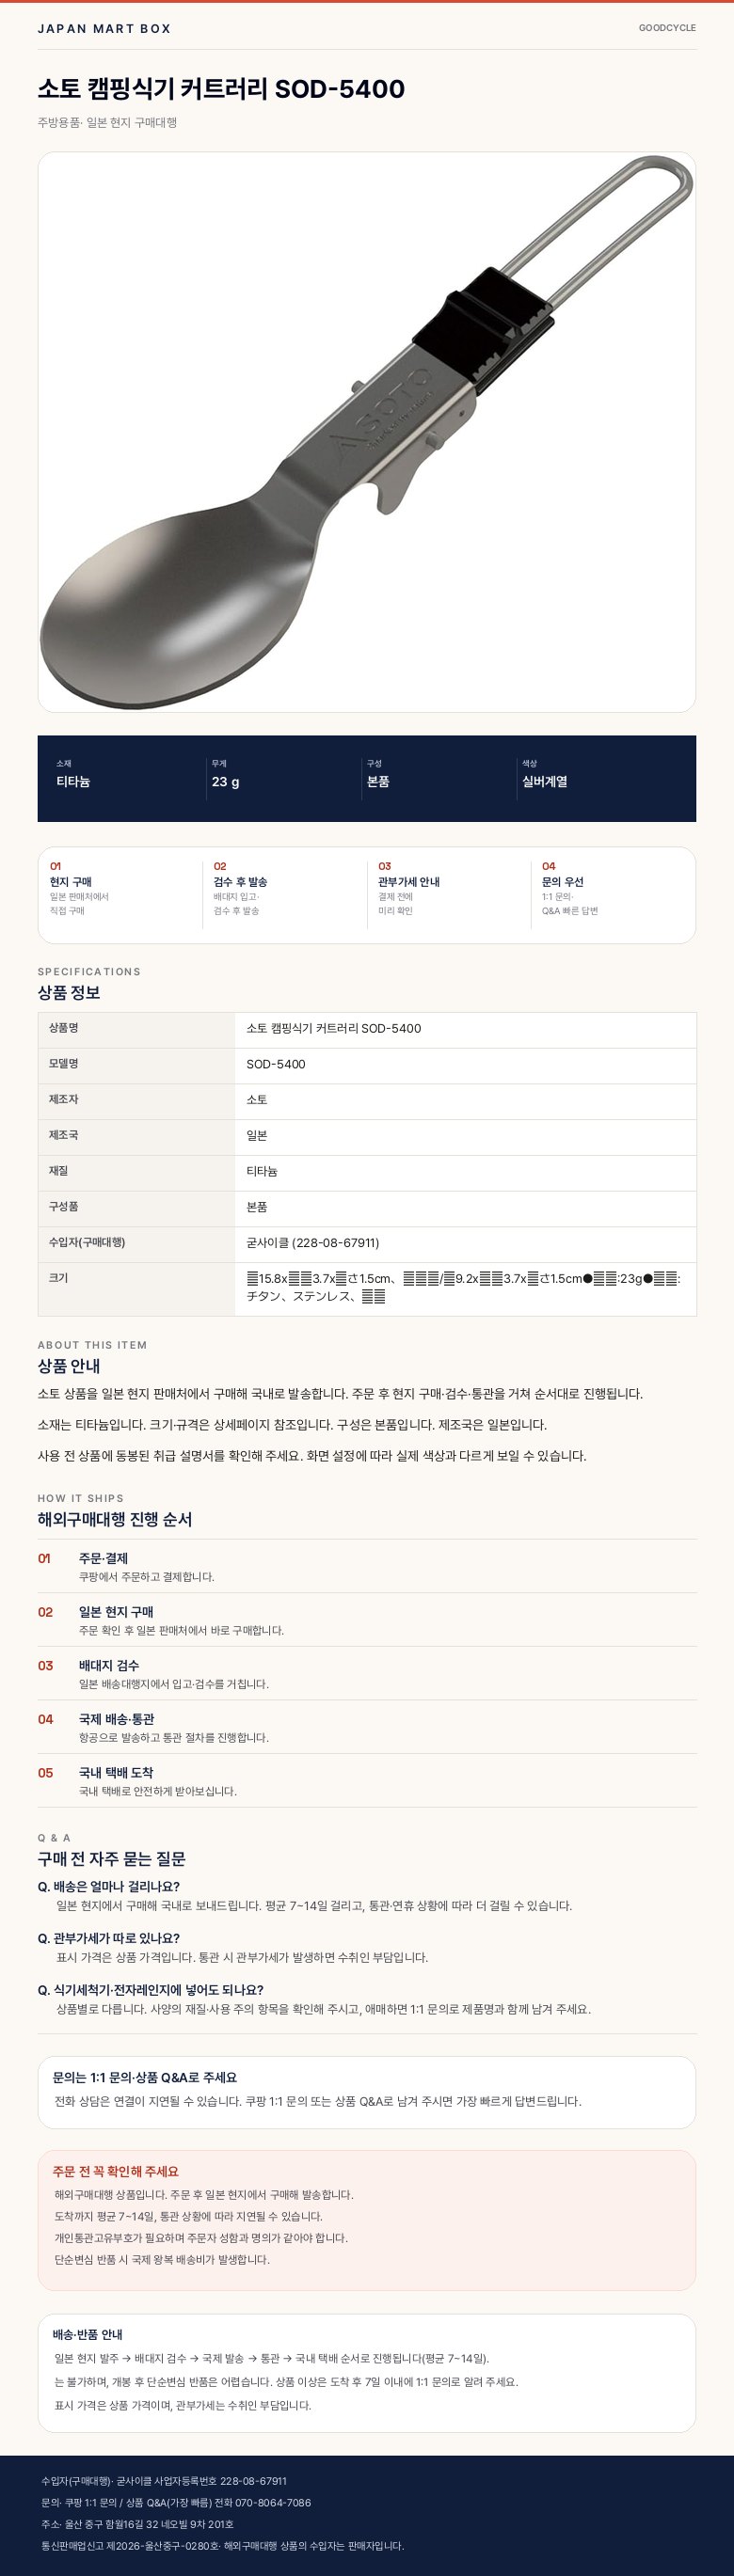 JAPAN MART BOX
GOODCYCLE
소토 캠핑식기 커트러리 SOD-5400
주방용품· 일본 현지 구매대행
SOTO
소재
티타늄
무게
23 g
구성
본품
색상
실버계열
01
현지 구매
일본 판매처에서
직접 구매
02
검수 후 발송
배대지 입고·
검수 후 발송
03
관부가세 안내
결제 전에
미리 확인
04
문의 우선
1:1 문의·
Q&A 빠른 답변
SPECIFICATIONS
상품 정보
상품명 소토 캠핑식기 커트러리 SOD-5400
모델명 SOD-5400
제조자 소토
제조국 일본
재질 티타늄
구성품 본품
수입자(구매대행) 굳사이클 (228-08-67911)
크기 15.8x3.7xさ1.5cm、/9.2x3.7xさ1.5cm●:23g●:
チタン、ステンレス、
ABOUT THIS ITEM
상품 안내
소토 상품을 일본 현지 판매처에서 구매해 국내로 발송합니다. 주문 후 현지 구매·검수·통관을 거쳐 순서대로 진행됩니다.
소재는 티타늄입니다. 크기·규격은 상세페이지 참조입니다. 구성은 본품입니다. 제조국은 일본입니다.
사용 전 상품에 동봉된 취급 설명서를 확인해 주세요. 화면 설정에 따라 실제 색상과 다르게 보일 수 있습니다.
HOW IT SHIPS
해외구매대행 진행 순서
01 주문·결제
쿠팡에서 주문하고 결제합니다.
02 일본 현지 구매
주문 확인 후 일본 판매처에서 바로 구매합니다.
03 배대지 검수
일본 배송대행지에서 입고·검수를 거칩니다.
04 국제 배송·통관
항공으로 발송하고 통관 절차를 진행합니다.
05 국내 택배 도착
국내 택배로 안전하게 받아보십니다.
Q & A
구매 전 자주 묻는 질문
Q. 배송은 얼마나 걸리나요?
일본 현지에서 구매해 국내로 보내드립니다. 평균 7~14일 걸리고, 통관·연휴 상황에 따라 더 걸릴 수 있습니다.
Q. 관부가세가 따로 있나요?
표시 가격은 상품 가격입니다. 통관 시 관부가세가 발생하면 수취인 부담입니다.
Q. 식기세척기·전자레인지에 넣어도 되나요?
상품별로 다릅니다. 사양의 재질·사용 주의 항목을 확인해 주시고, 애매하면 1:1 문의로 제품명과 함께 남겨 주세요.
문의는 1:1 문의·상품 Q&A로 주세요
전화 상담은 연결이 지연될 수 있습니다. 쿠팡 1:1 문의 또는 상품 Q&A로 남겨 주시면 가장 빠르게 답변드립니다.
주문 전 꼭 확인해 주세요
해외구매대행 상품입니다. 주문 후 일본 현지에서 구매해 발송합니다.
도착까지 평균 7~14일, 통관 상황에 따라 지연될 수 있습니다.
개인통관고유부호가 필요하며 주문자 성함과 명의가 같아야 합니다.
단순변심 반품 시 국제 왕복 배송비가 발생합니다.
배송·반품 안내
일본 현지 발주 → 배대지 검수 → 국제 발송 → 통관 → 국내 택배 순서로 진행됩니다(평균 7~14일).
는 불가하며, 개봉 후 단순변심 반품은 어렵습니다. 상품 이상은 도착 후 7일 이내에 1:1 문의로 알려 주세요.
표시 가격은 상품 가격이며, 관부가세는 수취인 부담입니다.
수입자(구매대행)· 굳사이클 사업자등록번호 228-08-67911
문의· 쿠팡 1:1 문의 / 상품 Q&A(가장 빠름) 전화 070-8064-7086
주소· 울산 중구 함월16길 32 네오빌 9차 201호
통신판매업신고 제2026-울산중구-0280호· 해외구매대행 상품의 수입자는 판매자입니다.